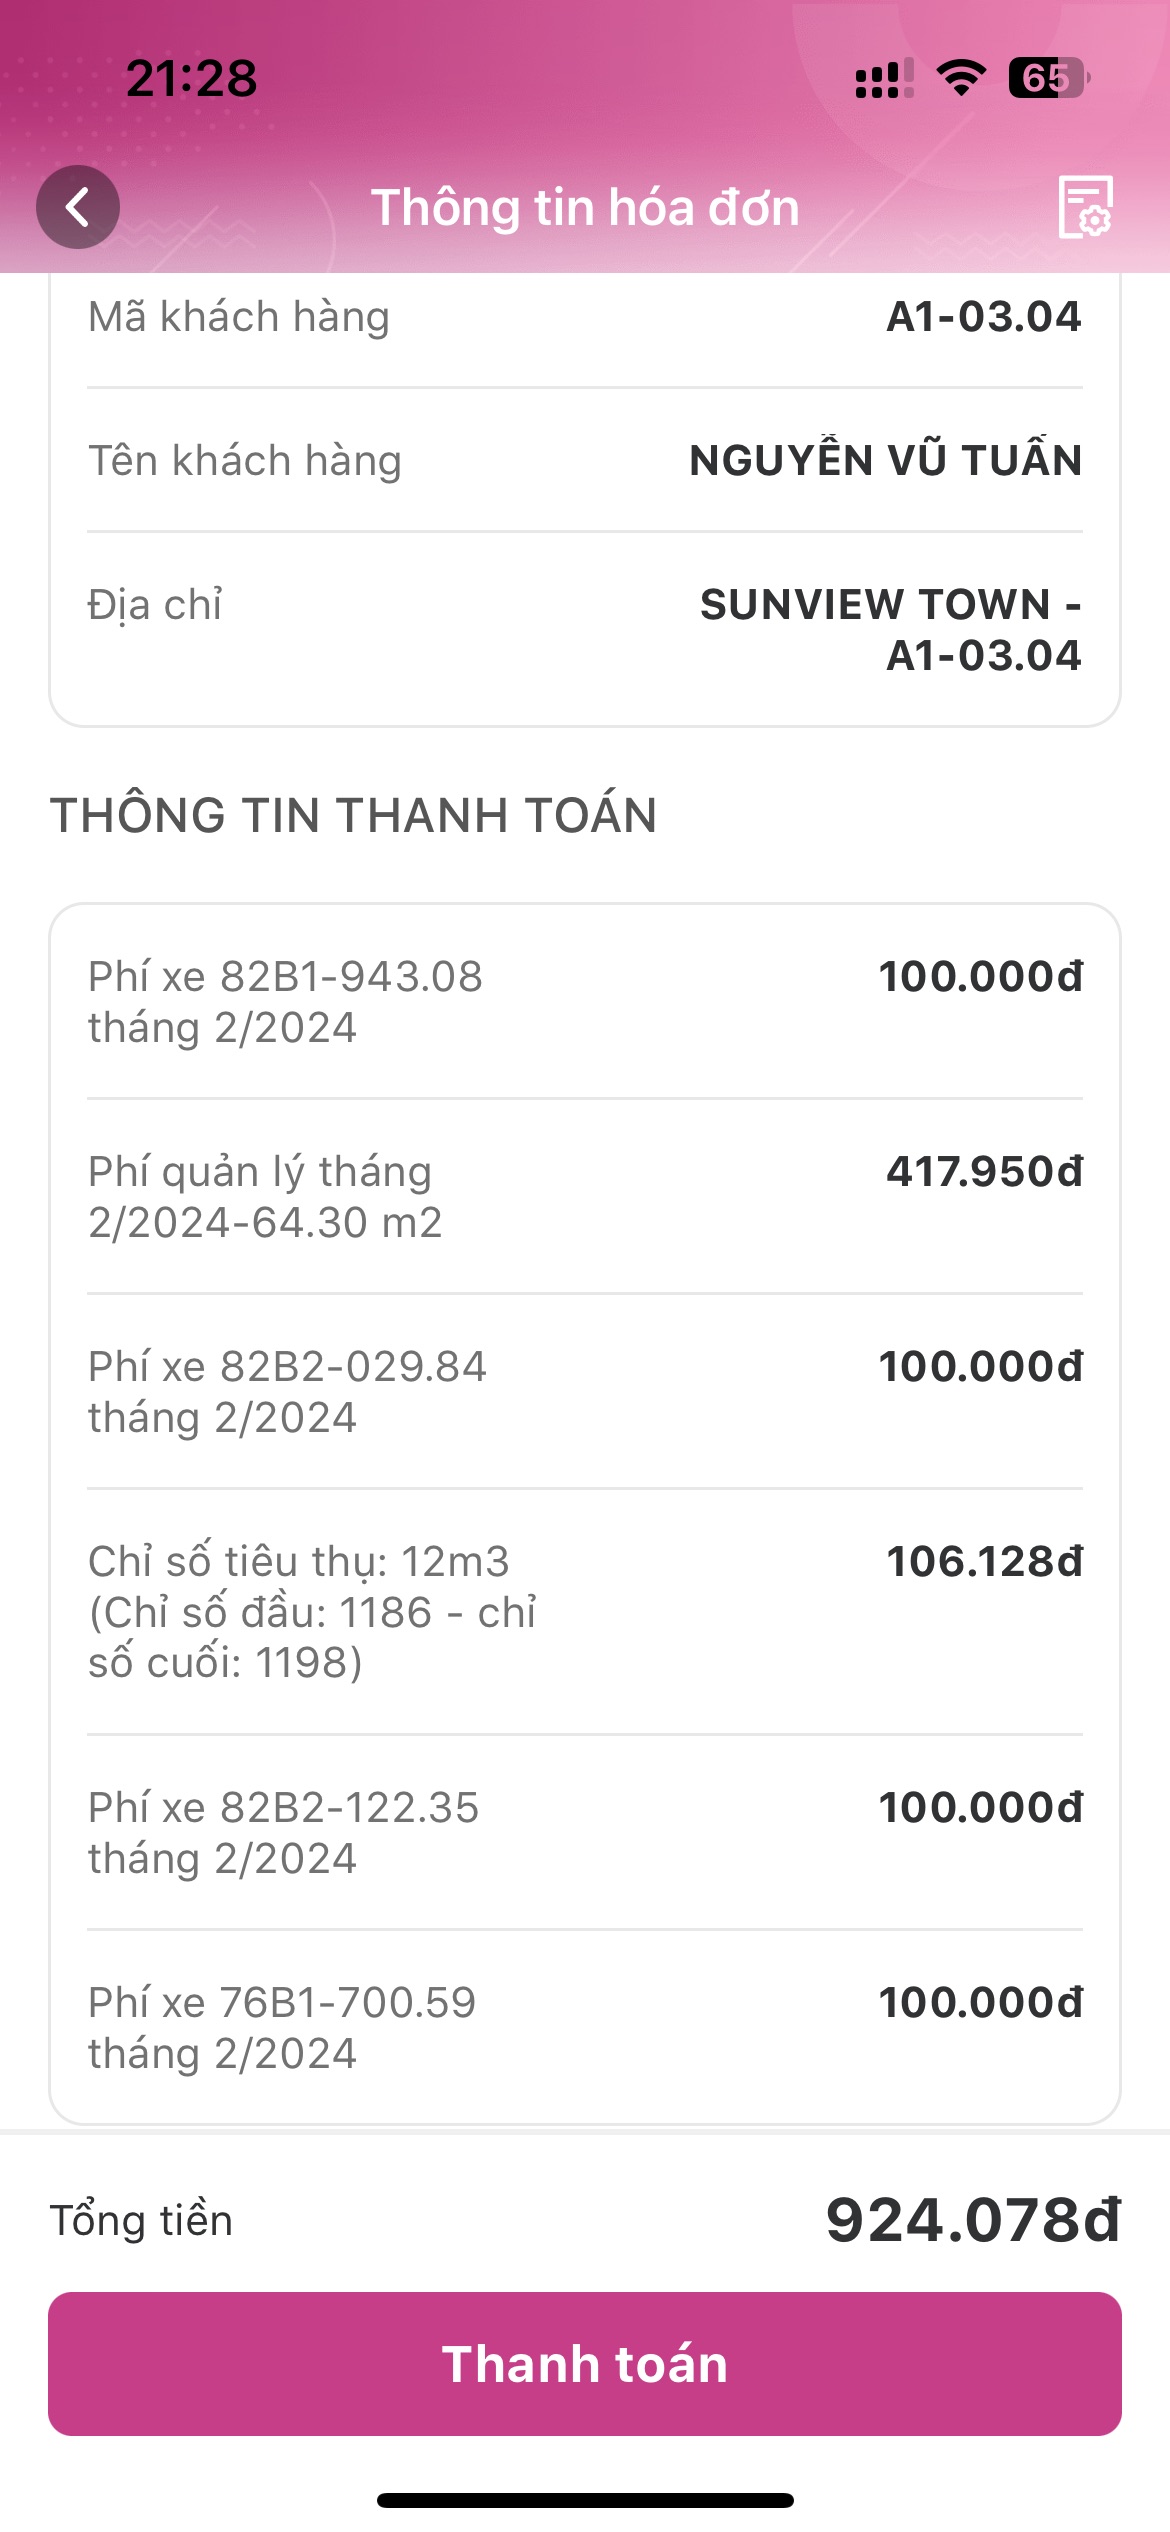 21:28
65
Thông tin hóa đơn
Mã khách hàng
A1-03.04
Tên khách hàng
NGUYỄN VŨ TUẤN
Địa chỉ
SUNVIEW TOWN -
A1-03.04
THÔNG TIN THANH TOÁN
Phí xe 82B1-943.08
tháng 2/2024
100.000đ
Phí quản lý tháng
2/2024-64.30 m2
417.950đ
Phí xe 82B2-029.84
tháng 2/2024
100.000đ
Chỉ số tiêu thụ: 12m3
(Chỉ số đầu: 1186 - chỉ
số cuối: 1198)
106.128đ
Phí xe 82B2-122.35
tháng 2/2024
100.000đ
Phí xe 76B1-700.59
tháng 2/2024
100.000đ
Tổng tiền
924.078đ
Thanh toán